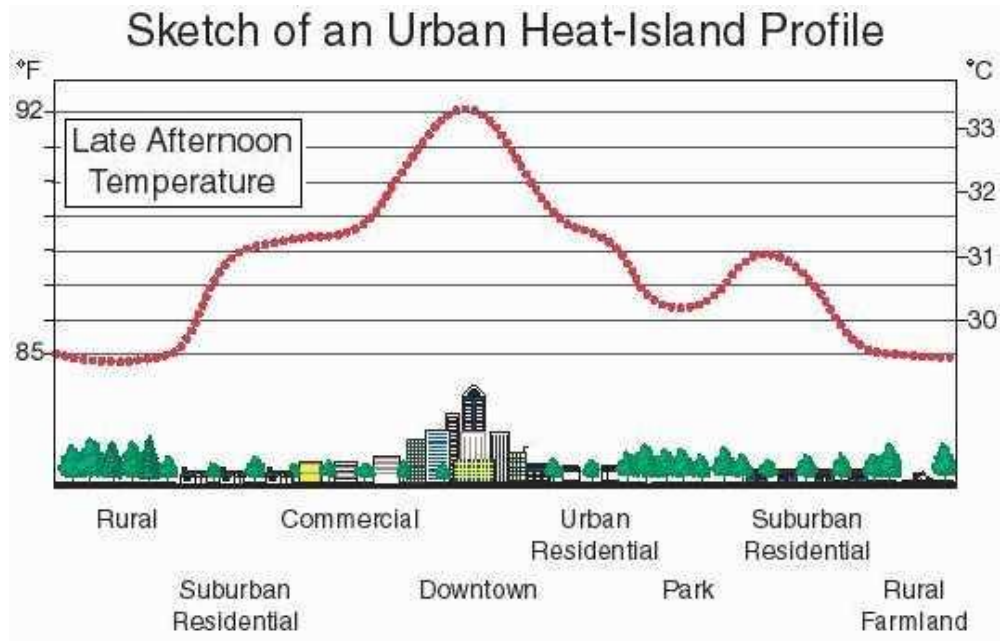 Sketch of an Urban Heat-Island Profile
°F
°C
92
85
33
32
31
30
Late Afternoon
Temperature
Rural
Commercial
Urban
Residential
Suburban
Residential
Suburban
Residential
Downtown
Park
Rural
Farmland